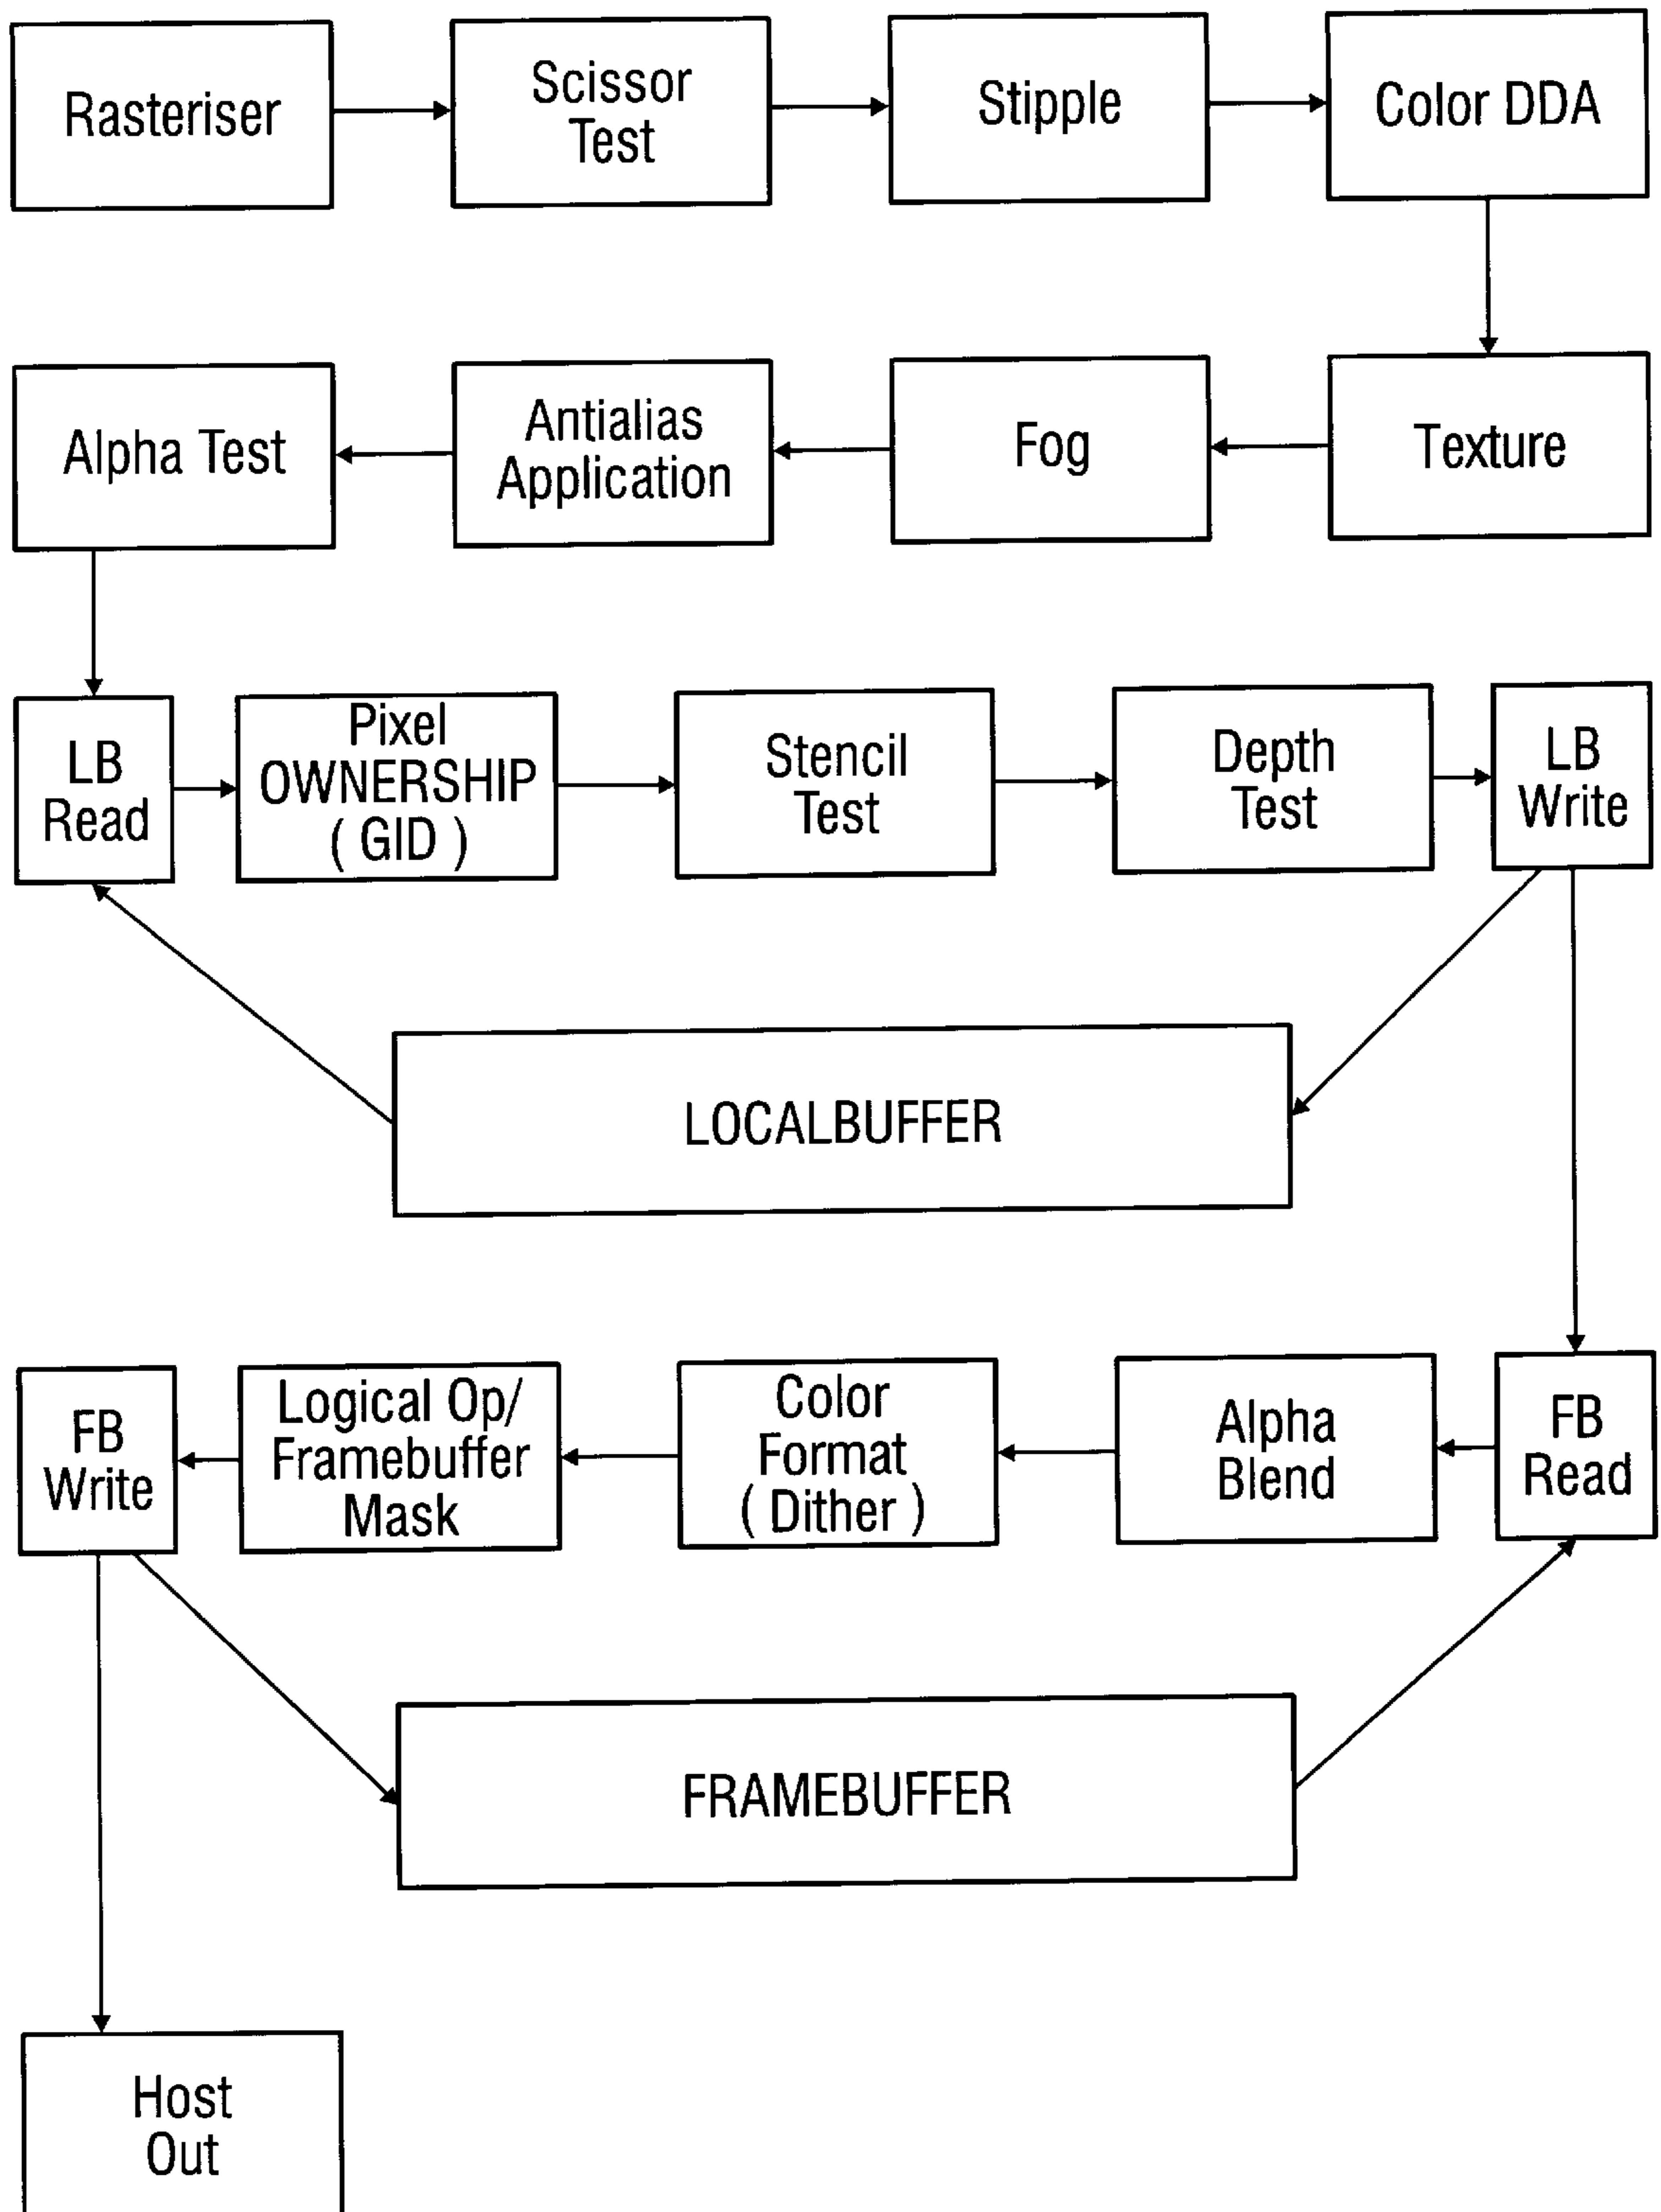 Rasteriser
Scissor
Test
Stipple
Color DDA
Alpha Test
Antialias
Application
Fog
Texture
LB
Read
Pixel
OWNERSHIP
( GID )
Stencil
Test
Depth
Test
LB
Write
LOCALBUFFER
FB
Write
Logical Op/
Framebuffer
Mask
Color
Format
( Dither )
Alpha
Blend
FB
Read
FRAMEBUFFER
Host
Out